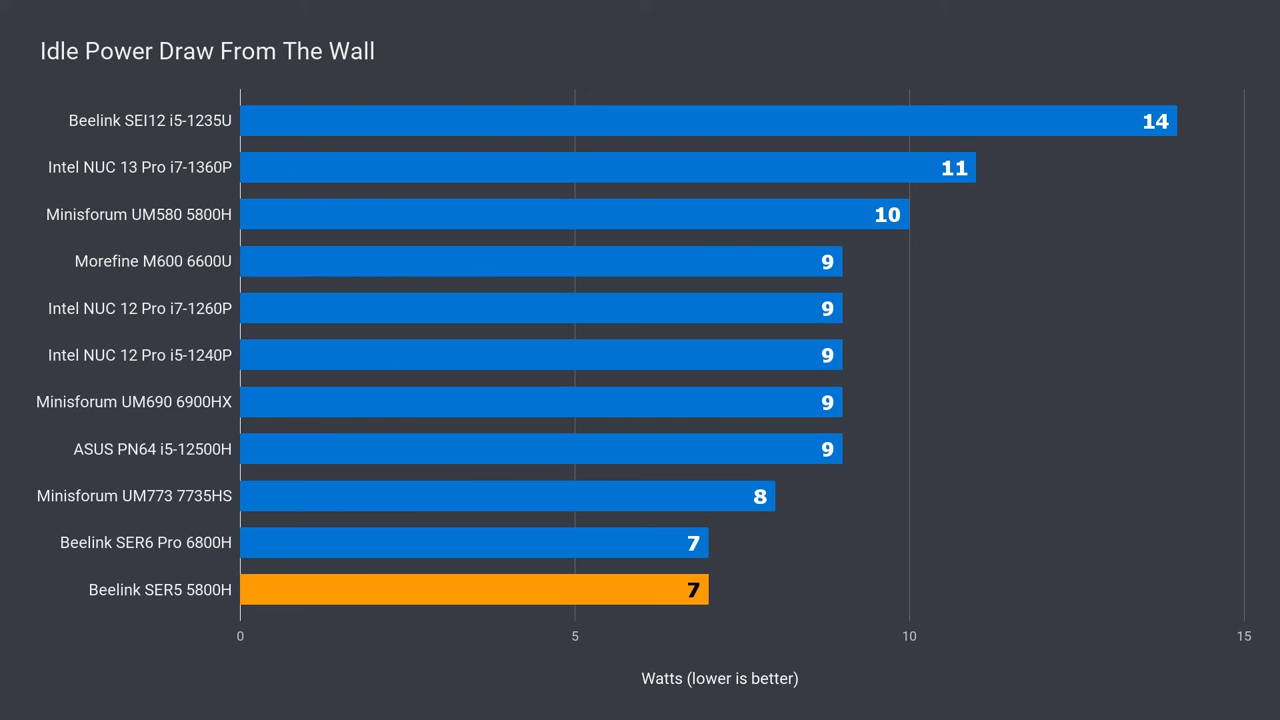 Idle Power Draw From The Wall
Beelink SEI12 i5-1235U 14
Intel NUC 13 Pro i7-1360P 11
Minisforum UM580 5800H 10
Morefine M600 6600U 9
Intel NUC 12 Pro i7-1260P 9
Intel NUC 12 Pro i5-1240P 9
Minisforum UM690 6900HX 9
ASUS PN64 i5-12500H 9
Minisforum UM773 7735HS 8
Beelink SER6 Pro 6800H 7
Beelink SER5 5800H 7
0 5 10 15
Watts (lower is better)